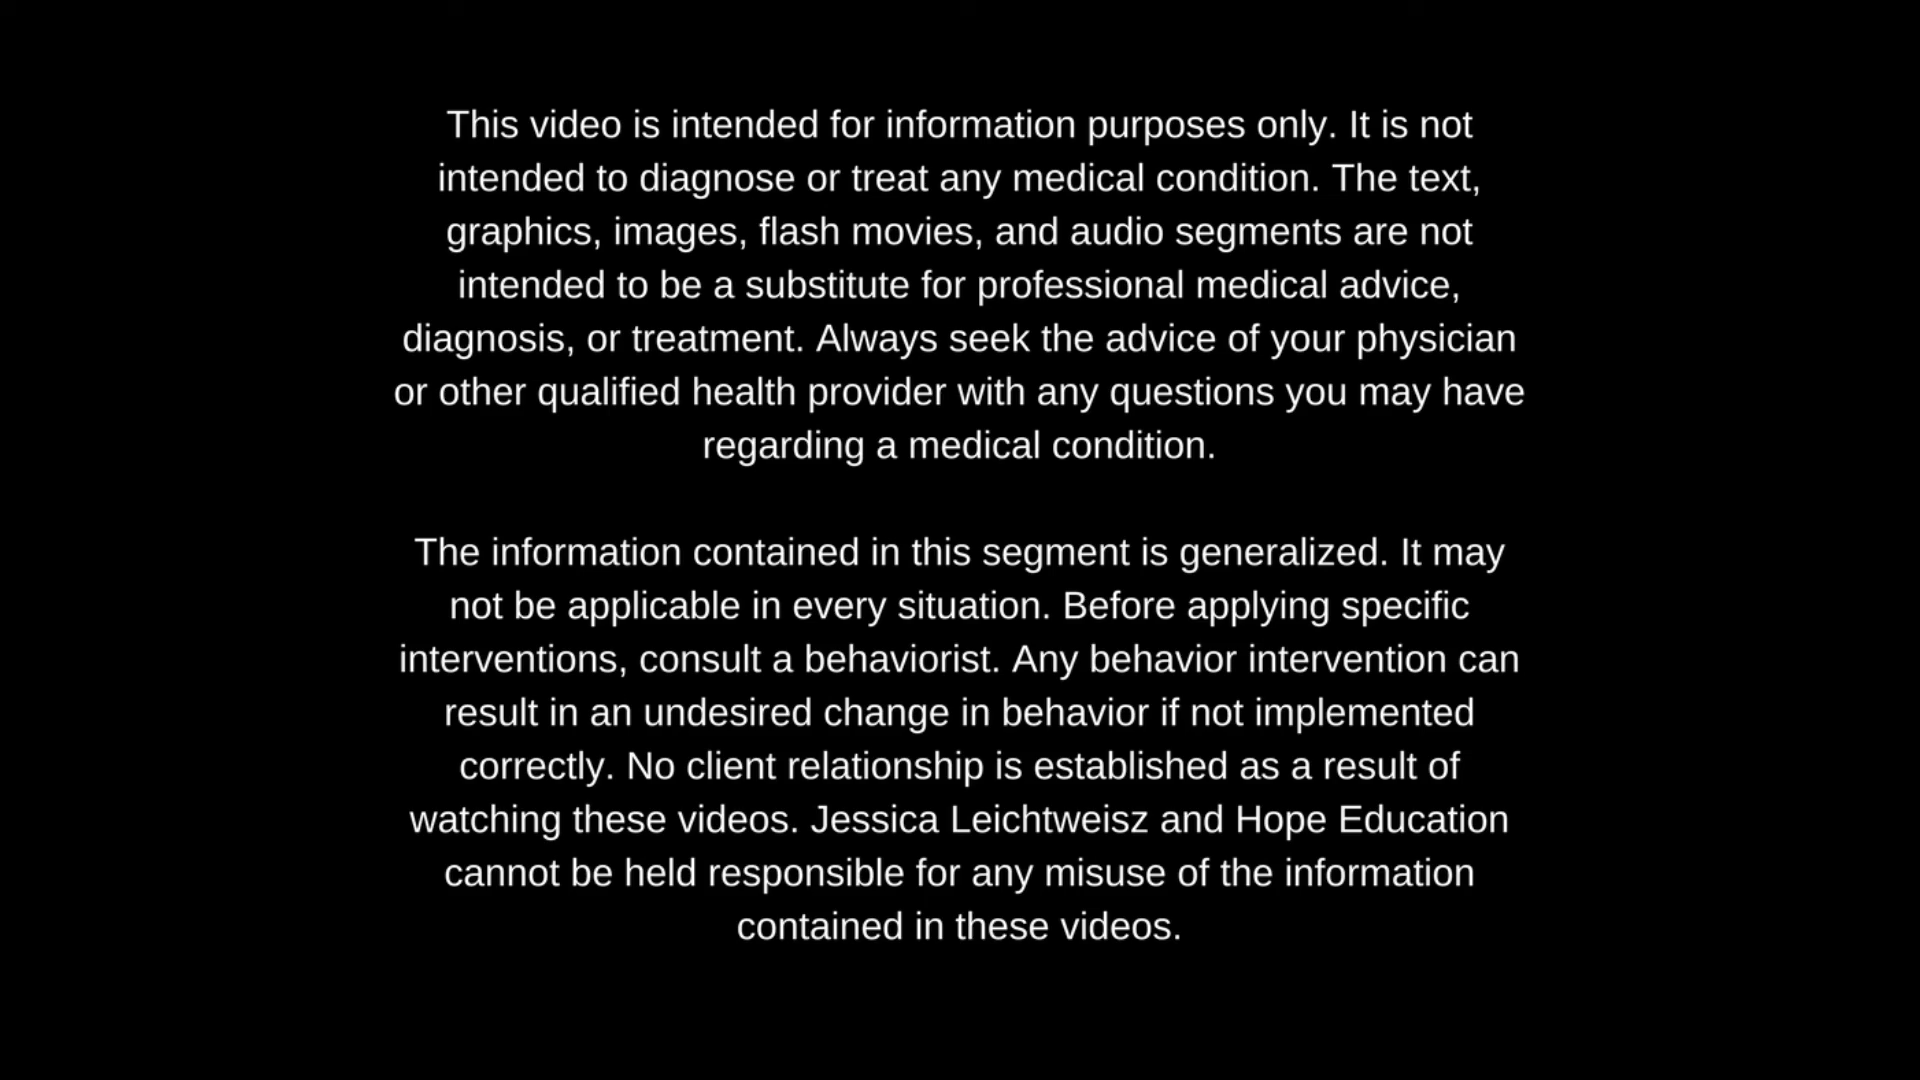 This video is intended for information purposes only. It is not
intended to diagnose or treat any medical condition. The text,
graphics, images, flash movies, and audio segments are not
intended to be a substitute for professional medical advice,
diagnosis, or treatment. Always seek the advice of your physician
or other qualified health provider with any questions you may have
regarding a medical condition.
The information contained in this segment is generalized. It may
not be applicable in every situation. Before applying specific
interventions, consult a behaviorist. Any behavior intervention can
result in an undesired change in behavior if not implemented
correctly. No client relationship is established as a result of
watching these videos. Jessica Leichtweisz and Hope Education
cannot be held responsible for any misuse of the information
contained in these videos.